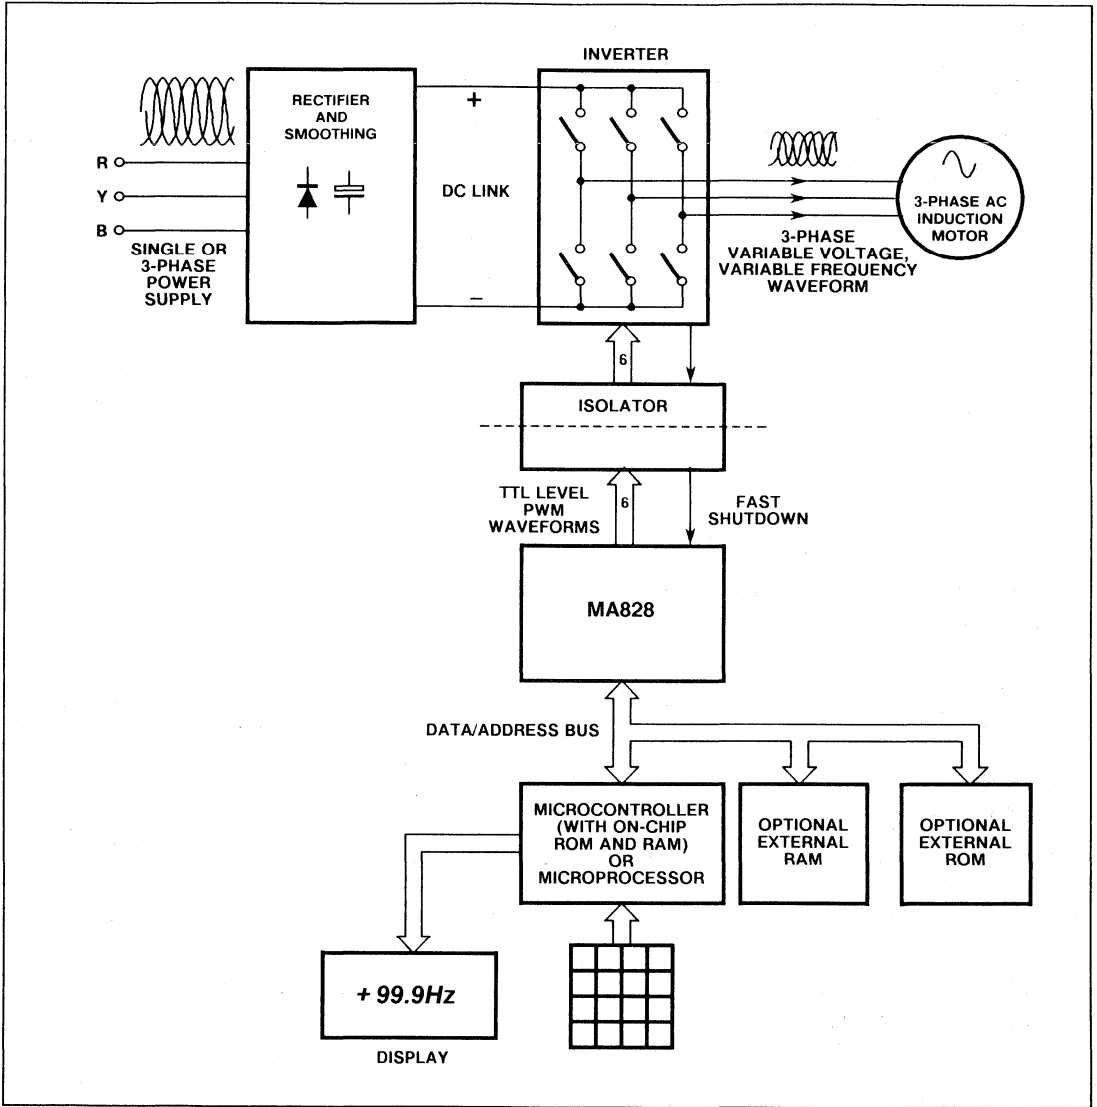 INVERTER
RECTIFIER
AND
SMOOTHING
+
R
Y
B
DC LINK
SINGLE OR
3-PHASE
POWER
SUPPLY
–
3-PHASE AC
INDUCTION
MOTOR
3-PHASE
VARIABLE VOLTAGE,
VARIABLE FREQUENCY
WAVEFORM
6
ISOLATOR
TTL LEVEL
PWM
WAVEFORMS
6
FAST
SHUTDOWN
MA828
DATA/ADDRESS BUS
MICROCONTROLLER
(WITH ON-CHIP
ROM AND RAM)
OR
MICROPROCESSOR
OPTIONAL
EXTERNAL
RAM
OPTIONAL
EXTERNAL
ROM
+ 99.9Hz
DISPLAY